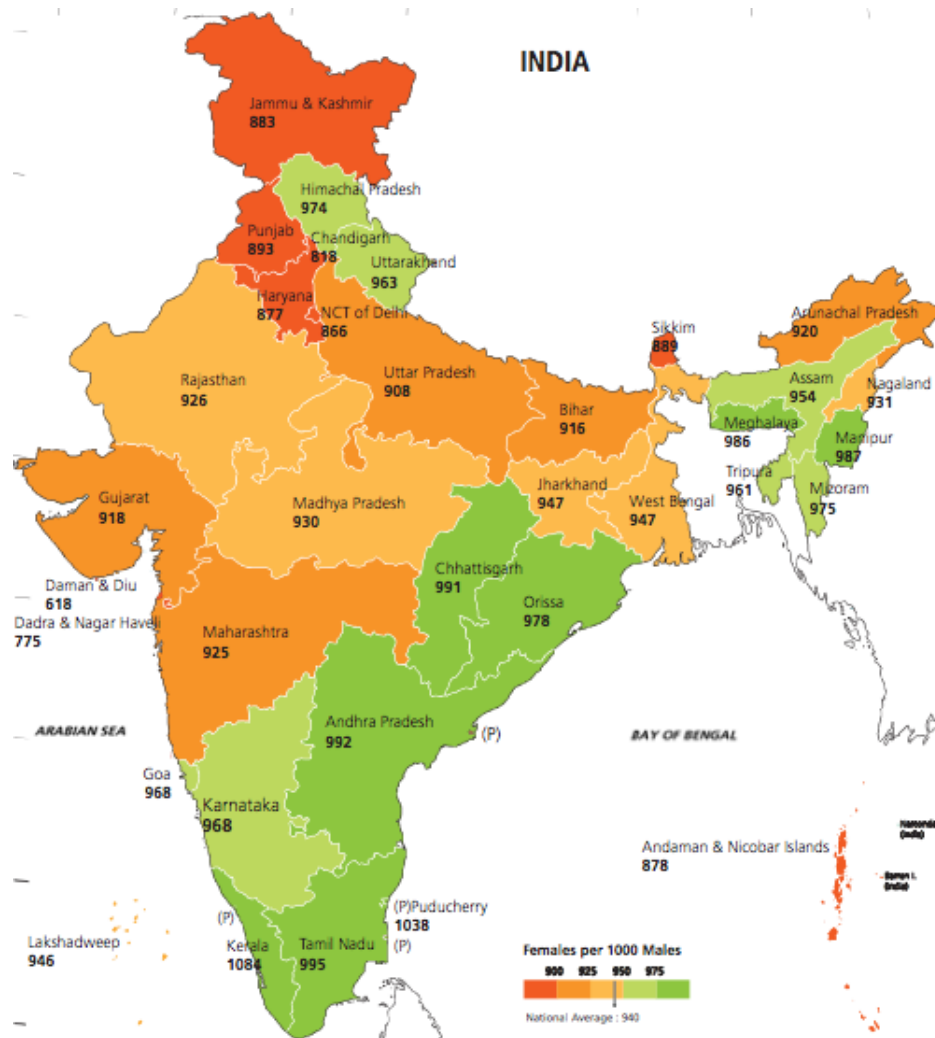 INDIA
Jammu & Kashmir
883
Himachal Pradesh
974
Punjab
893
Chandigarh
818
Uttarakhand
963
Haryana
877
NCT of Delhi
866
Arunachal Pradesh
920
Sikkim
889
Rajasthan
926
Uttar Pradesh
908
Assam
954
Nagaland
931
Bihar
916
Meghalaya
986
Manipur
987
Tripura
961
Mizoram
975
Gujarat
918
Madhya Pradesh
930
Jharkhand
947
West Bengal
947
Chhattisgarh
991
Orissa
978
Daman & Diu
618
Dadra & Nagar Haveli
775
Maharashtra
925
Andhra Pradesh
992
(P)
ARABIAN SEA
BAY OF BENGAL
Goa
968
Karnataka
968
Andaman & Nicobar Islands
878
(India)
Barren I.
(India)
(P)
(P)Puducherry
1038
(P)
Lakshadweep
946
Kerala
1084
Tamil Nadu
995
Females per 1000 Males
900 925 950 975
National Average : 940